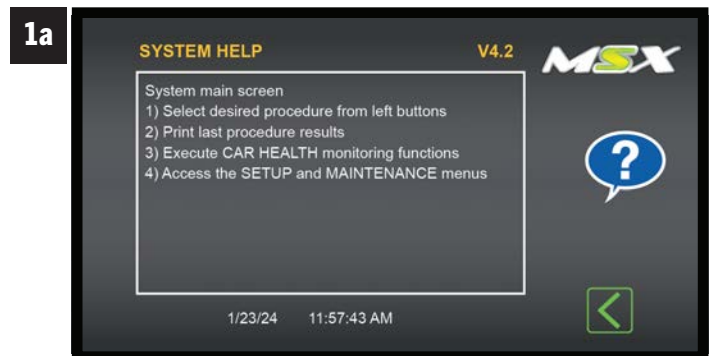 1a
SYSTEM HELP V4.2
MSX
System main screen
1) Select desired procedure from left buttons
2) Print last procedure results
3) Execute CAR HEALTH monitoring functions
4) Access the SETUP and MAINTENANCE menus
?
1/23/24 11:57:43 AM